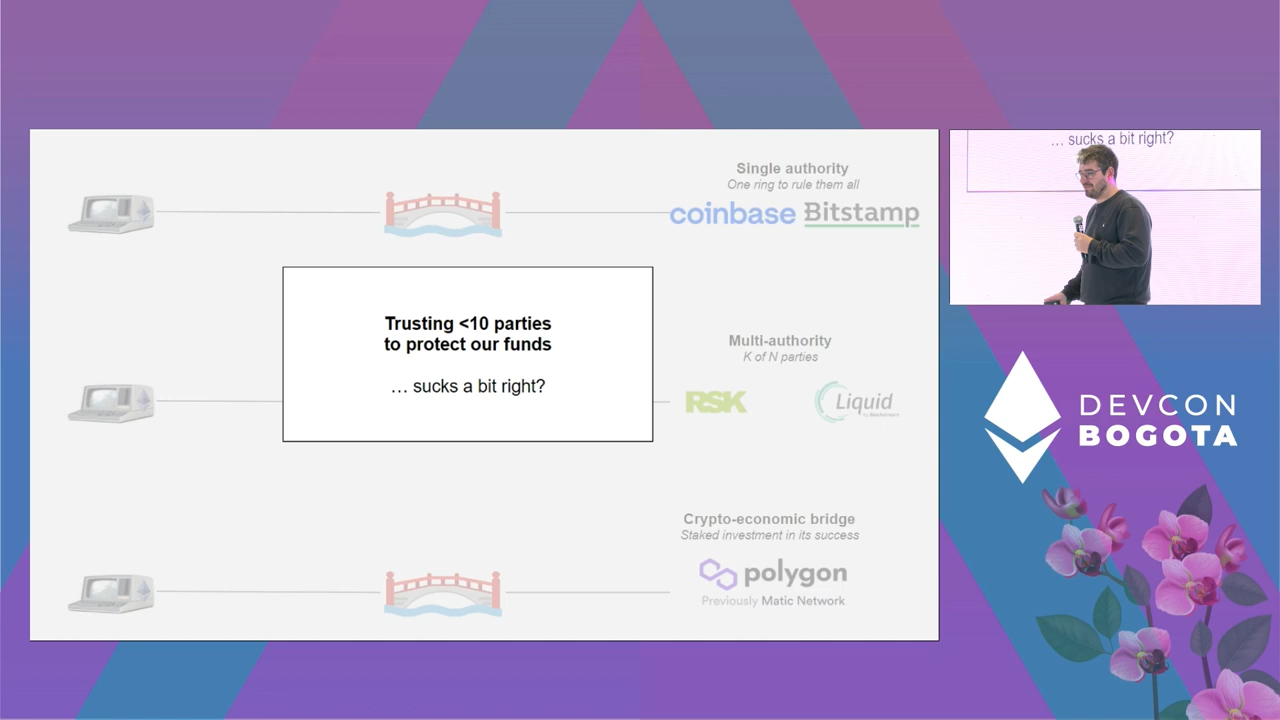 Single authority
One ring to rule them all
coinbase Bitstamp
Trusting <10 parties
to protect our funds
… sucks a bit right?
Multi-authority
K of N parties
RSK
Liquid
by Blockstream
Crypto-economic bridge
Staked investment in its success
polygon
Previously Matic Network
... sucks a bit right?
DEVCON
BOGOTA